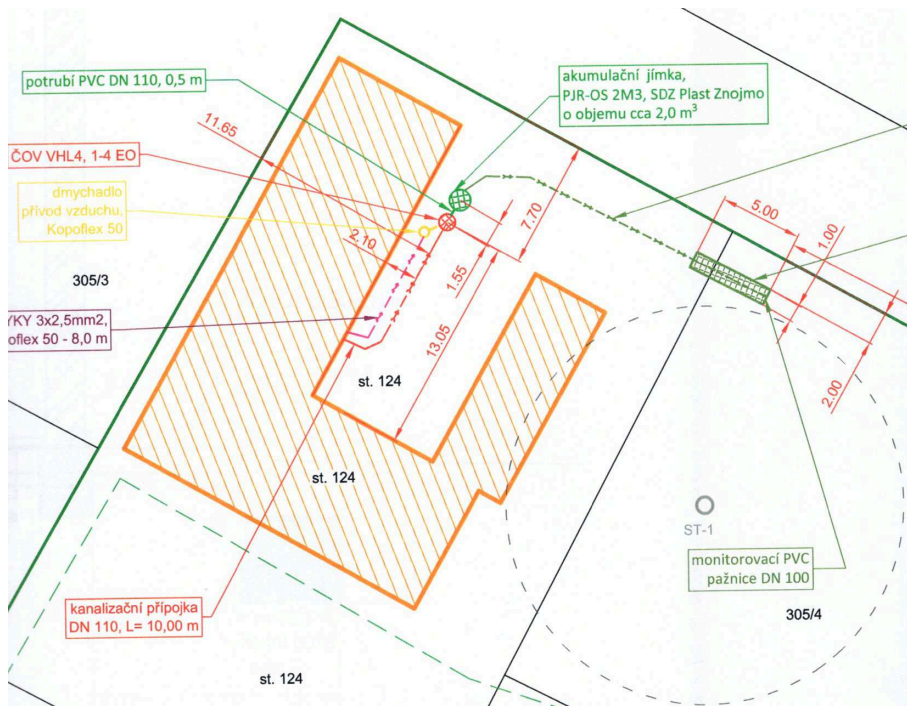 potrubí PVC DN 110, 0,5 m
akumulační jímka,
PJR-OS 2M3, SDZ Plast Znojmo
o objemu cca 2,0 m³
11.65
ČOV VHL4, 1-4 EO
dmychadlo
přívod vzduchu,
Kopoflex 50
7.70
5.00
1.00
2.10
1.55
305/3
YKY 3x2,5mm2,
oflex 50 - 8,0 m
13.05
2.00
st. 124
st. 124
ST-1
monitorovací PVC
pažnice DN 100
kanalizační přípojka
DN 110, L= 10,00 m
305/4
st. 124